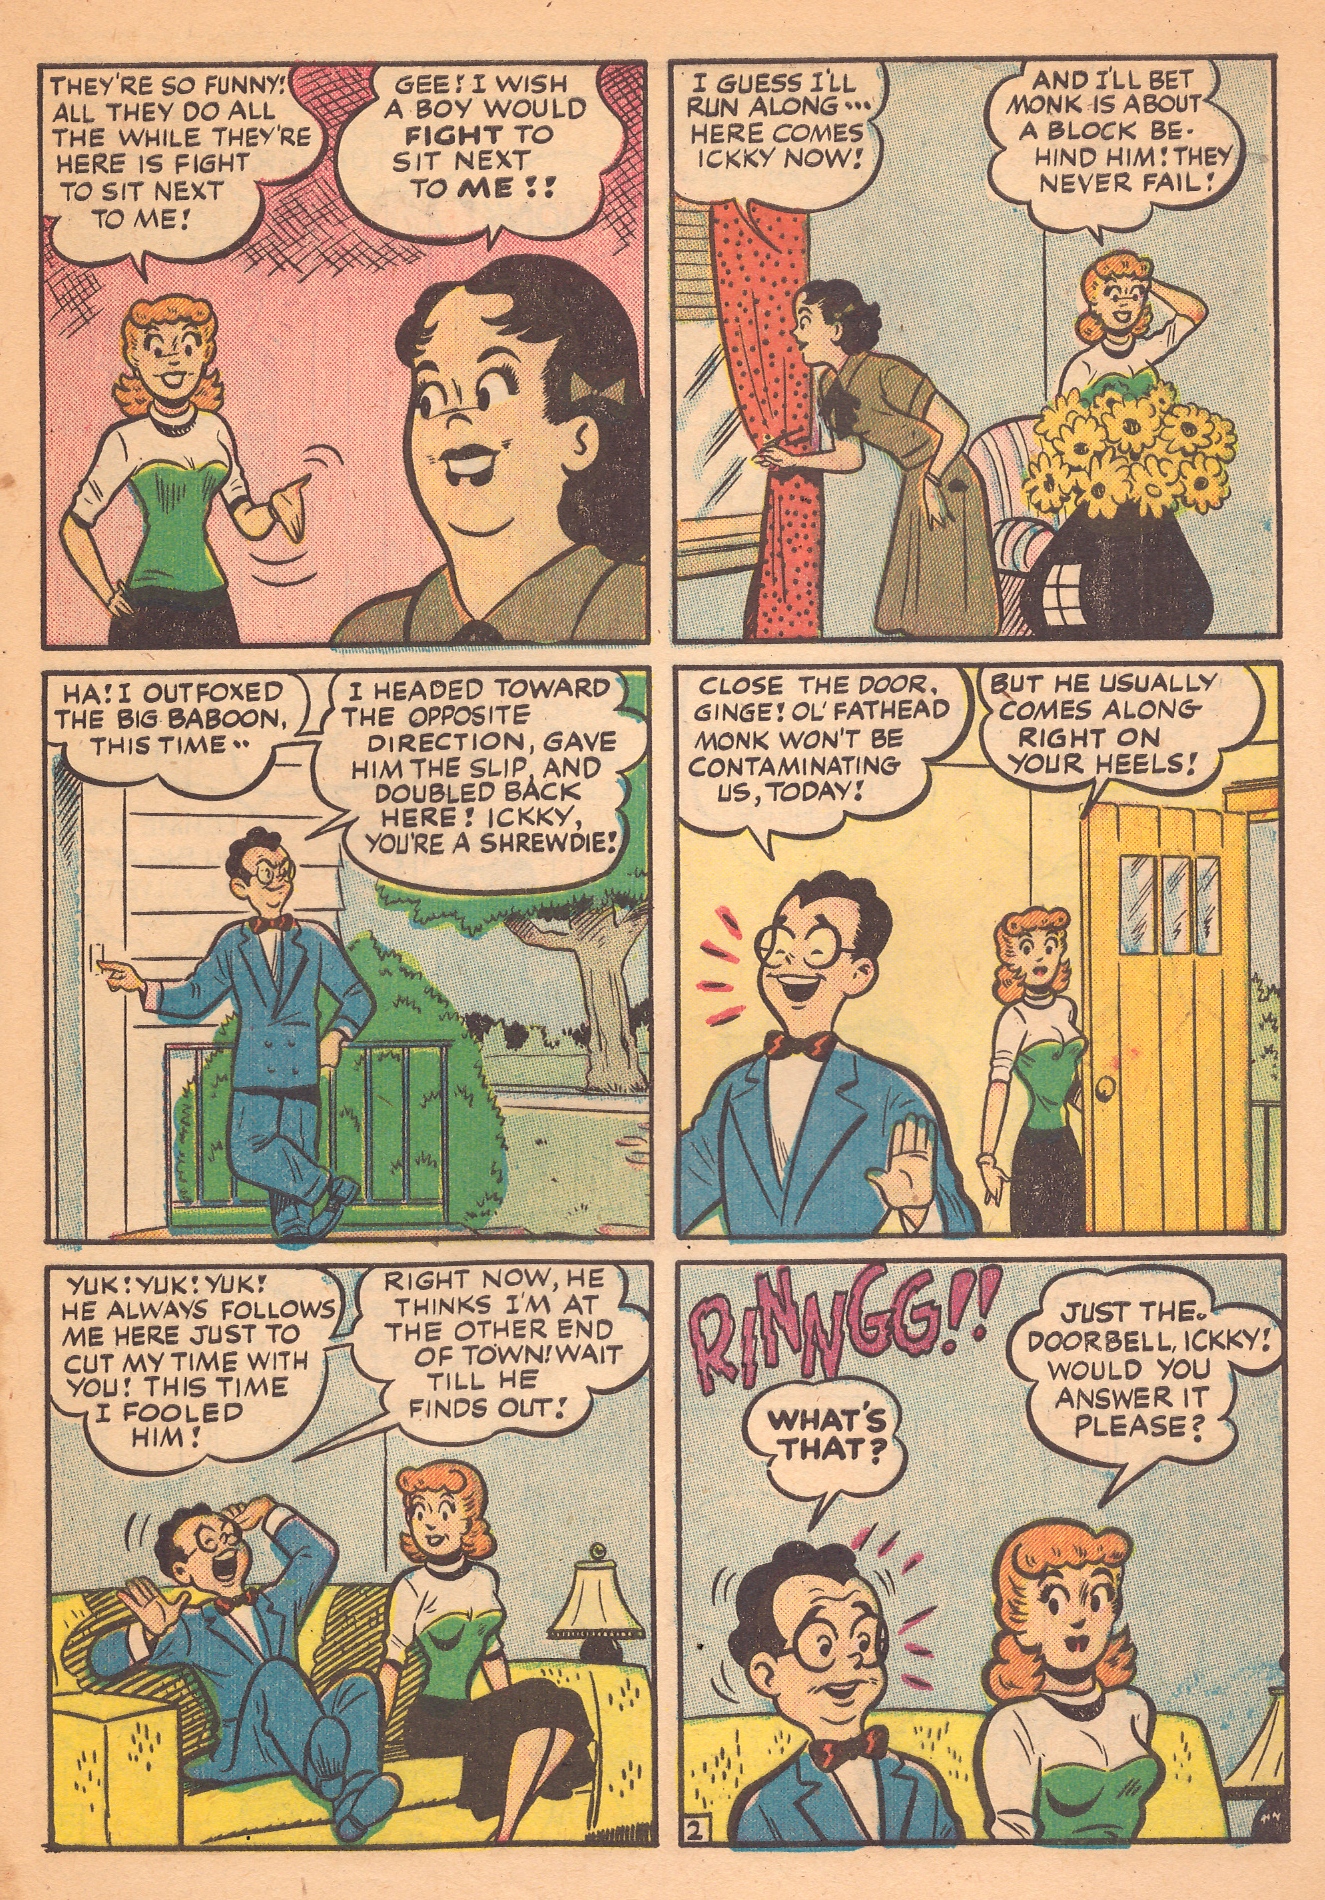 THEY'RE SO FUNNY!
ALL THEY DO ALL
THE WHILE THEY'RE
HERE IS FIGHT
TO SIT NEXT
TO ME!
GEE! I WISH
A BOY WOULD
FIGHT TO
SIT NEXT
TO ME!!
I GUESS I'LL
RUN ALONG...
HERE COMES
ICKKY NOW!
AND I'LL BET
MONK IS ABOUT
A BLOCK BE-
HIND HIM! THEY
NEVER FAIL!
HA! I OUTFOXED
THE BIG BABOON,
THIS TIME..
I HEADED TOWARD
THE OPPOSITE
DIRECTION, GAVE
HIM THE SLIP, AND
DOUBLED BACK
HERE! ICKKY,
YOU'RE A SHREWDIE!
CLOSE THE DOOR,
GINGE! OL' FATHEAD
MONK WON'T BE
CONTAMINATING
US, TODAY!
BUT HE USUALLY
COMES ALONG
RIGHT ON
YOUR HEELS!
YUK! YUK! YUK!
HE ALWAYS FOLLOWS
ME HERE JUST TO
CUT MY TIME WITH
YOU! THIS TIME
I FOOLED
HIM!
RIGHT NOW, HE
THINKS I'M AT
THE OTHER END
OF TOWN! WAIT
TILL HE
FINDS OUT!
RINNGG!!
WHAT'S
THAT?
JUST THE
DOORBELL, ICKKY!
WOULD YOU
ANSWER IT
PLEASE?
2